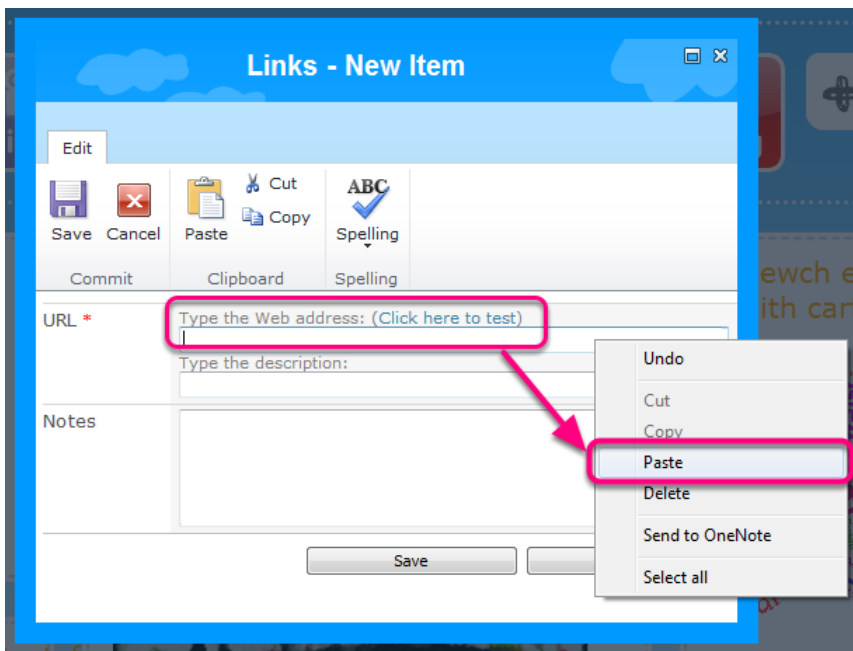 Links - New Item
Edit
Save
Cancel
Paste
Cut
Copy
ABC
Spelling
Commit
Clipboard
Spelling
URL *
Type the Web address: (Click here to test)
Type the description:
Notes
Save
Undo
Cut
Copy
Paste
Delete
Send to OneNote
Select all